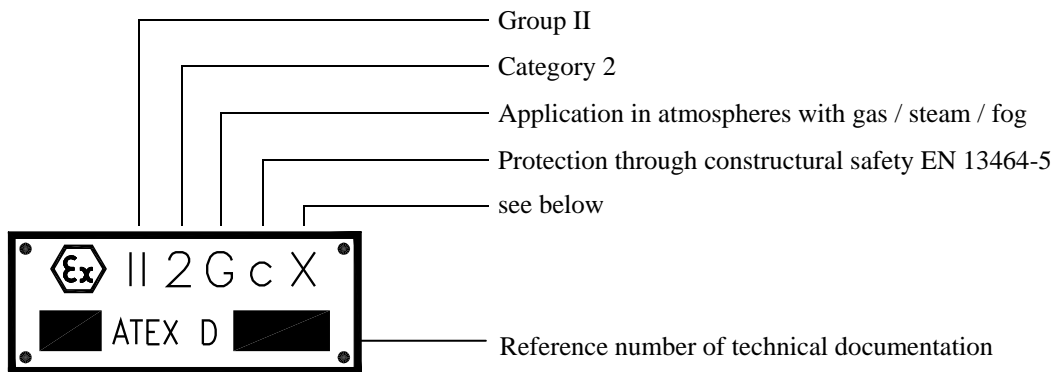 Group II
Category 2
Application in atmospheres with gas / steam / fog
Protection through constructural safety EN 13464-5
see below
Ex II 2 G c X
ATEX D
Reference number of technical documentation